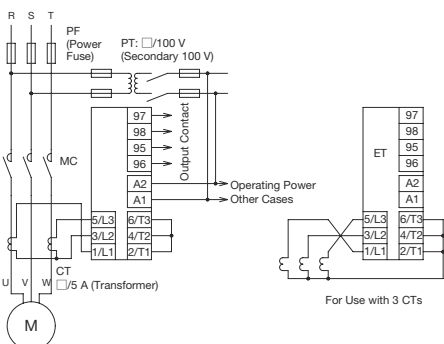 R S T
PF
(Power
Fuse)
PT: □/100 V
(Secondary 100 V)
97
98
95
96
A2
A1
Output Contact
Operating Power
Other Cases
MC
5/L3 6/T3
3/L2 4/T2
1/L1 2/T1
CT
□/5 A (Transformer)
U V W
M
ET
97
98
95
96
A2
A1
5/L3 6/T3
3/L2 4/T2
1/L1 2/T1
For Use with 3 CTs